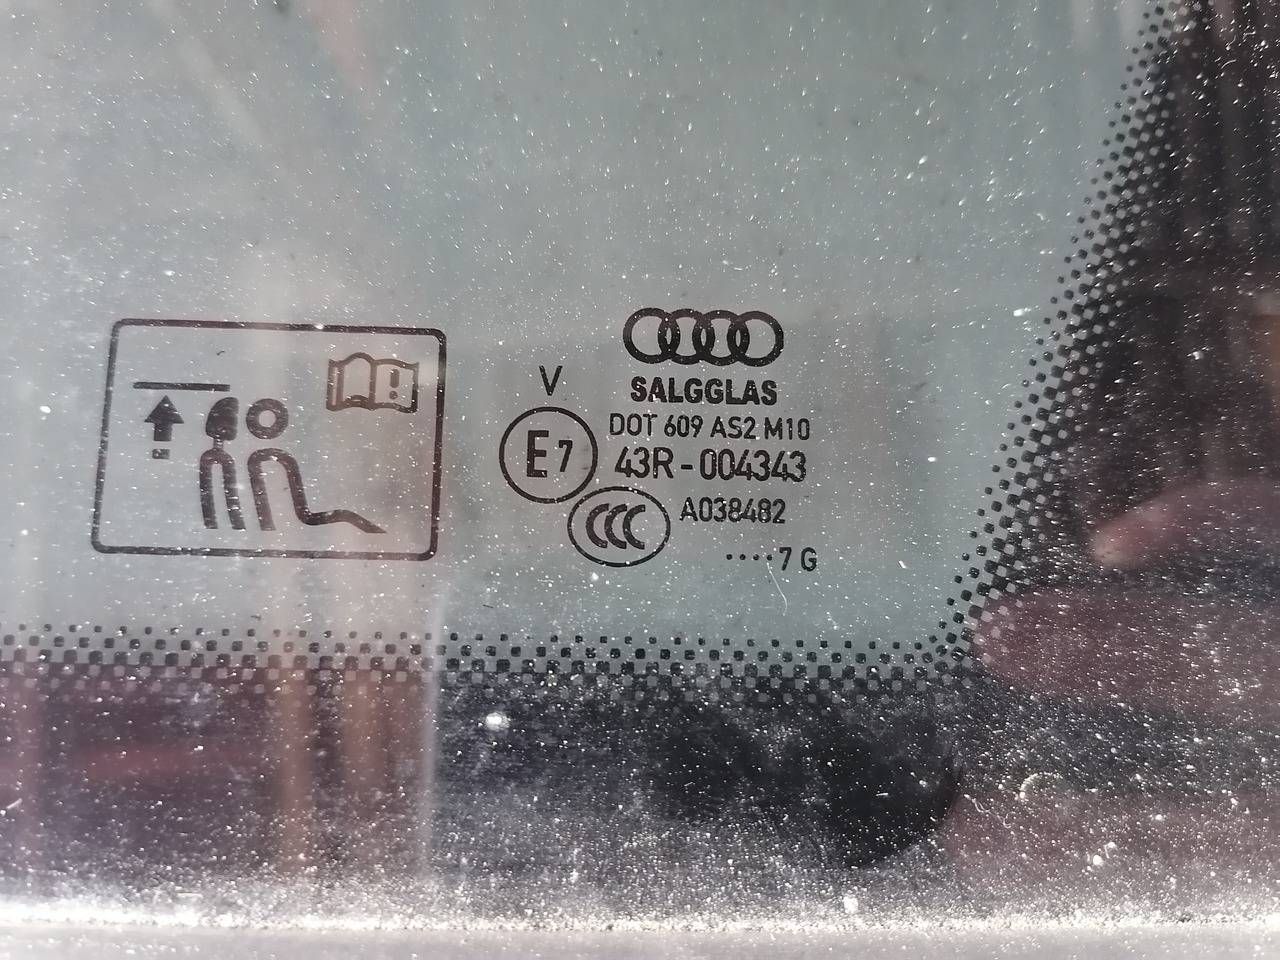 SALGGLAS
V
DOT 609 AS2 M10
E7
43R-004343
CCC
A038482
····7 G